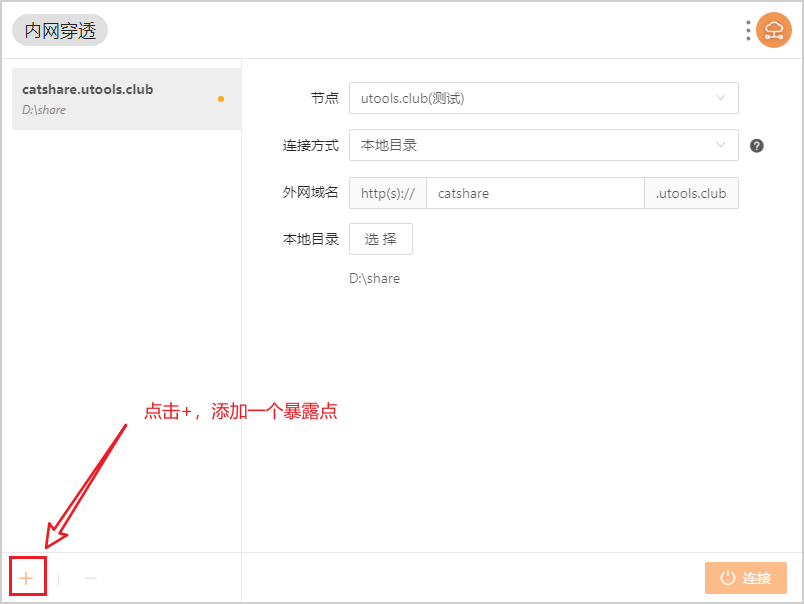 内网穿透
catshare.utools.club
D:\share
节点
utools.club(测试)
连接方式
本地目录
外网域名
http(s)://
catshare
.utools.club
本地目录
选 择
D:\share
点击+，添加一个暴露点
连接